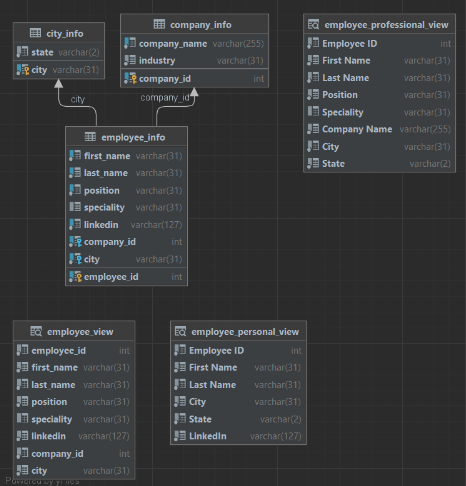 city_info
state varchar(2)
city varchar(31)
company_info
company_name varchar(255)
industry varchar(31)
company_id int
employee_professional_view
Employee ID int
First Name varchar(31)
Last Name varchar(31)
Position varchar(31)
Speciality varchar(31)
Company Name varchar(255)
City varchar(31)
State varchar(2)
city
company_id
employee_info
first_name varchar(31)
last_name varchar(31)
position varchar(31)
speciality varchar(31)
linkedin varchar(127)
company_id int
city varchar(31)
employee_id int
employee_view
employee_id int
first_name varchar(31)
last_name varchar(31)
position varchar(31)
speciality varchar(31)
linkedin varchar(127)
company_id int
city varchar(31)
employee_personal_view
Employee ID int
First Name varchar(31)
Last Name varchar(31)
City varchar(31)
State varchar(2)
LinkedIn varchar(127)
Powered by yFiles